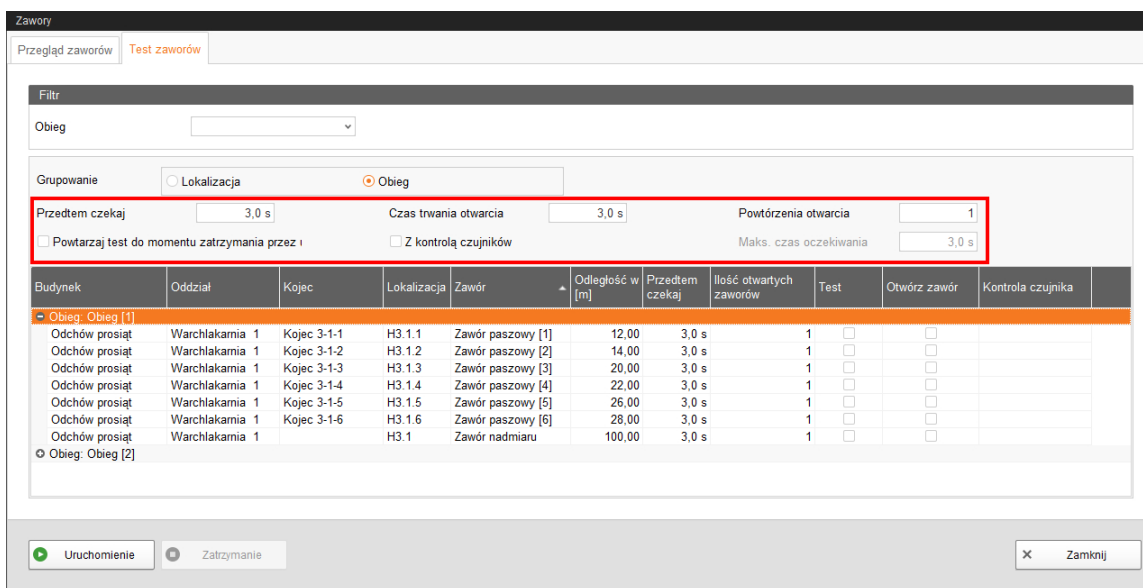 Zawory
Przegląd zaworów Test zaworów
Filtr
Obieg
Grupowanie Lokalizacja Obieg
Przedtem czekaj 3,0 s Czas trwania otwarcia 3,0 s Powtórzenia otwarcia 1
Powtarzaj test do momentu zatrzymania przez Z kontrolą czujników Maks. czas oczekiwania 3,0 s
Budynek Oddział Kojec Lokalizacja Zawór Odległość w [m] Przedtem czekaj Ilość otwartych zaworów Test Otwórz zawór Kontrola czujnika
Obieg: Obieg [1]
Odchów prosiąt Warchlakarnia 1 Kojec 3-1-1 H3.1.1 Zawór paszowy [1] 12,00 3,0 s 1
Odchów prosiąt Warchlakarnia 1 Kojec 3-1-2 H3.1.2 Zawór paszowy [2] 14,00 3,0 s 1
Odchów prosiąt Warchlakarnia 1 Kojec 3-1-3 H3.1.3 Zawór paszowy [3] 20,00 3,0 s 1
Odchów prosiąt Warchlakarnia 1 Kojec 3-1-4 H3.1.4 Zawór paszowy [4] 22,00 3,0 s 1
Odchów prosiąt Warchlakarnia 1 Kojec 3-1-5 H3.1.5 Zawór paszowy [5] 26,00 3,0 s 1
Odchów prosiąt Warchlakarnia 1 Kojec 3-1-6 H3.1.6 Zawór paszowy [6] 28,00 3,0 s 1
Odchów prosiąt Warchlakarnia 1 H3.1 Zawór nadmiaru 100,00 3,0 s 1
Obieg: Obieg [2]
Uruchomienie Zatrzymanie Zamknij